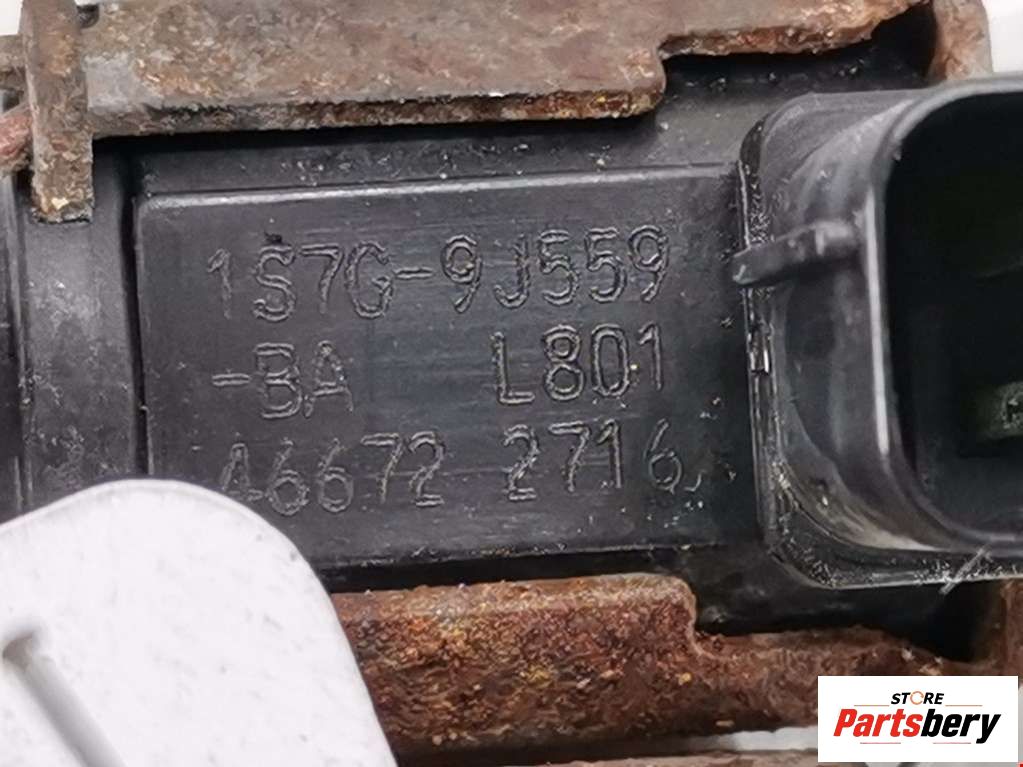 1S7G-9J559
-BA L801
46672 2716
STORE
Partsbery